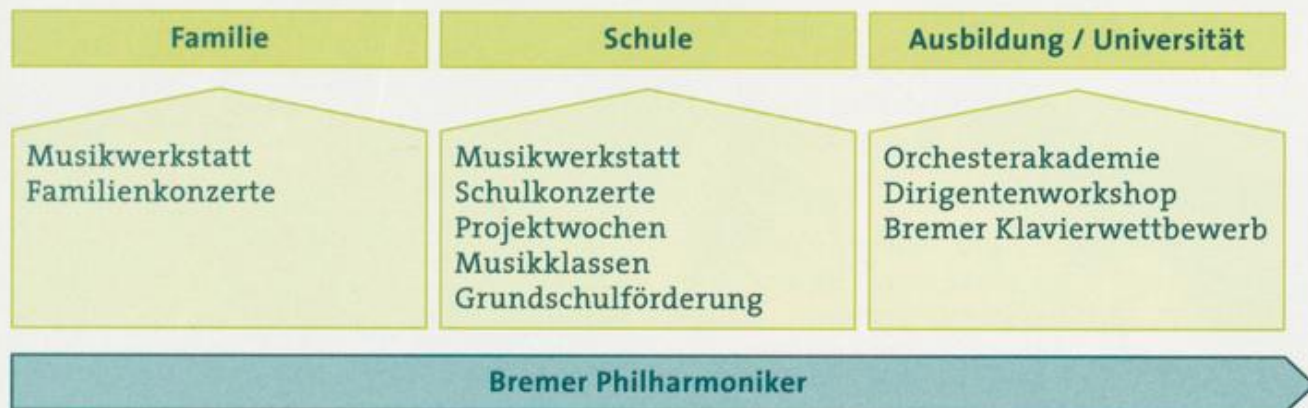 Familie
Musikwerkstatt
Familienkonzerte
Schule
Musikwerkstatt
Schulkonzerte
Projektwochen
Musikklassen
Grundschulförderung
Ausbildung / Universität
Orchesterakademie
Dirigentenworkshop
Bremer Klavierwettbewerb
Bremer Philharmoniker